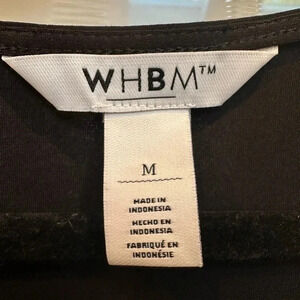 WHBM™
M
MADE IN
INDONESIA
HECHO EN
INDONESIA
FABRIQUÉ EN
INDONÉSIE